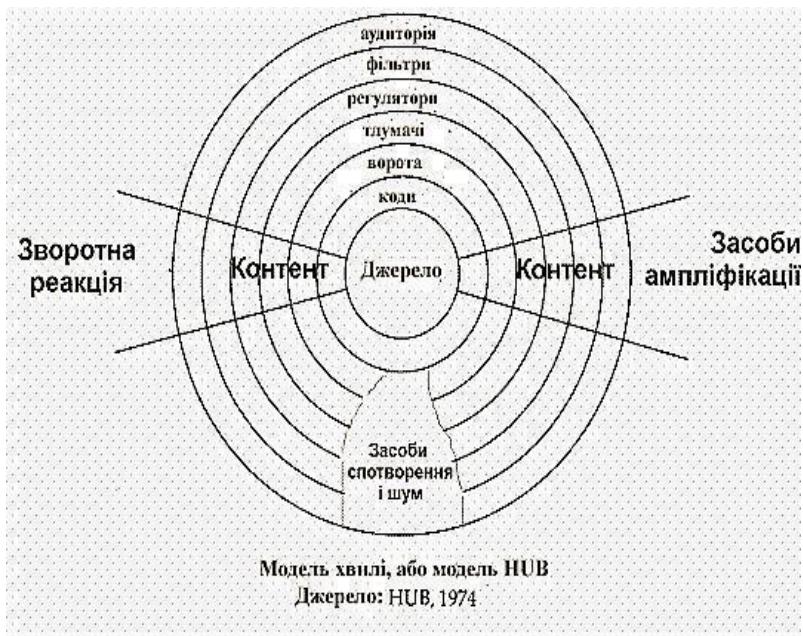 аудиторія
фільтри
регулятори
тлумачі
ворота
коди
Зворотна
реакція
Контент
Джерело
Контент
Засоби
ампліфікації
Засоби
спотворення
і шум
Модель хвилі, або модель HUB
Джерело: HUB, 1974